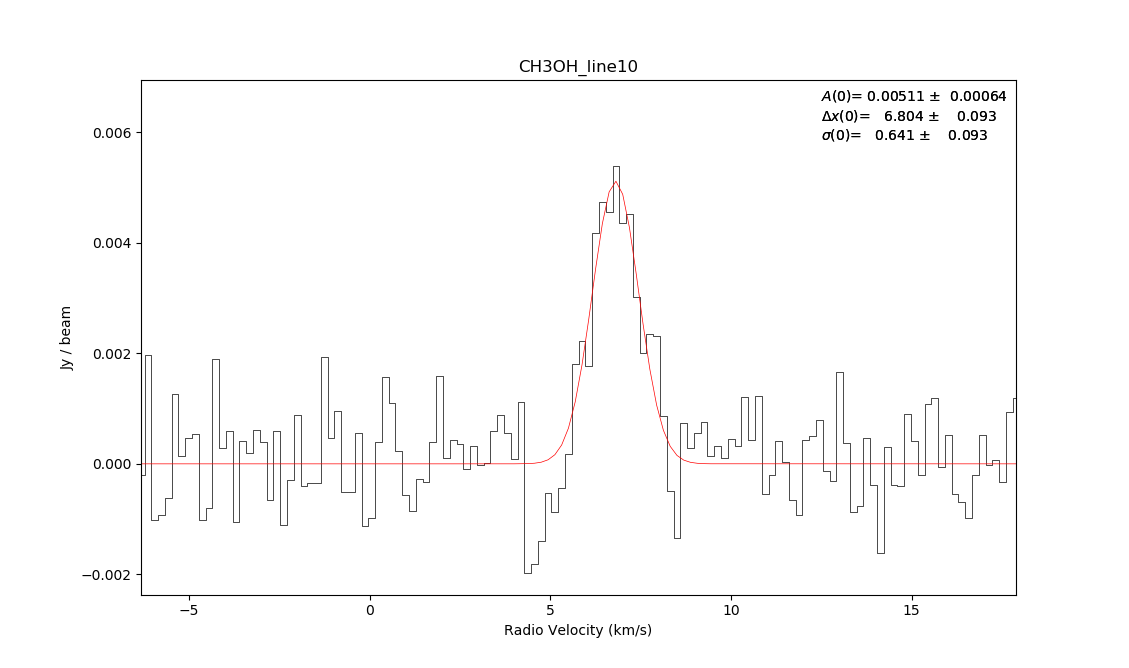 CH3OH_line10
A(0)= 0.00511 ± 0.00064
Δx(0)= 6.804 ± 0.093
σ(0)= 0.641 ± 0.093
0.006
0.004
0.002
0.000
−0.002
Jy / beam
−5 0 5 10 15
Radio Velocity (km/s)